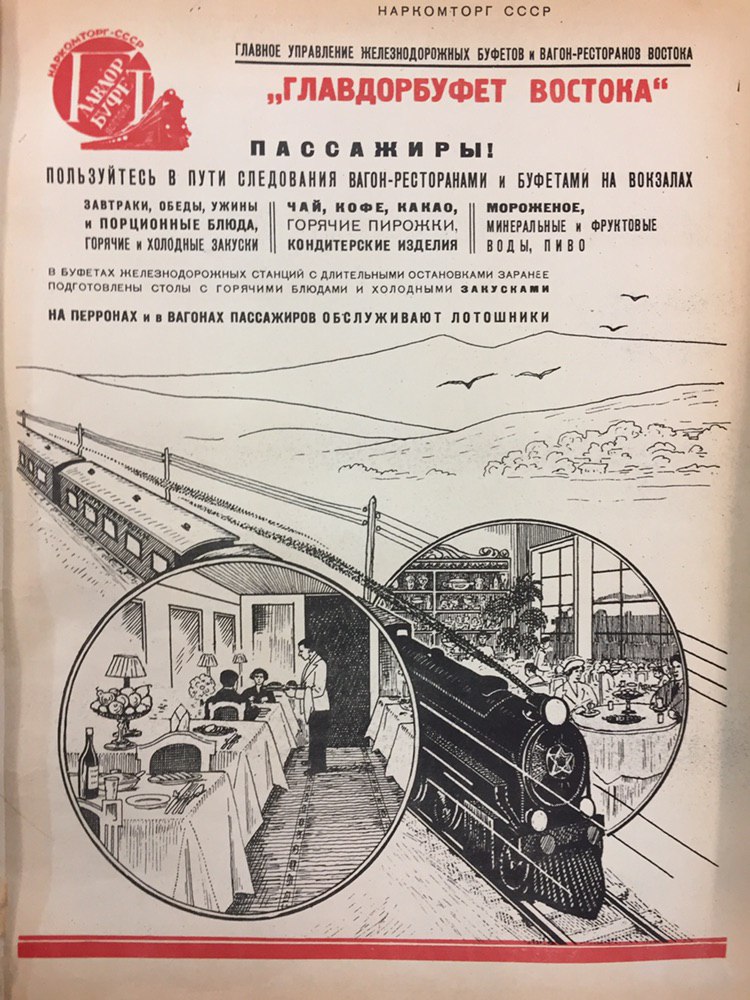 НАРКОМТОРГ СССР
НАРКОМТОРГ-СССР
ГЛАВДОР
БУФЕТ
ВОСТОКА
ГЛАВНОЕ УПРАВЛЕНИЕ ЖЕЛЕЗНОДОРОЖНЫХ БУФЕТОВ и ВАГОН-РЕСТОРАНОВ ВОСТОКА
„ГЛАВДОРБУФЕТ ВОСТОКА“
ПАССАЖИРЫ!
ПОЛЬЗУЙТЕСЬ В ПУТИ СЛЕДОВАНИЯ ВАГОН-РЕСТОРАНАМИ и БУФЕТАМИ НА ВОКЗАЛАХ
ЗАВТРАКИ, ОБЕДЫ, УЖИНЫ
и ПОРЦИОННЫЕ БЛЮДА,
ГОРЯЧИЕ и ХОЛОДНЫЕ ЗАКУСКИ
ЧАЙ, КОФЕ, КАКАО,
ГОРЯЧИЕ ПИРОЖКИ,
КОНДИТЕРСКИЕ ИЗДЕЛИЯ
МОРОЖЕНОЕ,
МИНЕРАЛЬНЫЕ и ФРУКТОВЫЕ
ВОДЫ, ПИВО
В БУФЕТАХ ЖЕЛЕЗНОДОРОЖНЫХ СТАНЦИЙ С ДЛИТЕЛЬНЫМИ ОСТАНОВКАМИ ЗАРАНЕЕ
ПОДГОТОВЛЕНЫ СТОЛЫ С ГОРЯЧИМИ БЛЮДАМИ И ХОЛОДНЫМИ ЗАКУСКАМИ
НА ПЕРРОНАХ и в ВАГОНАХ ПАССАЖИРОВ ОБСЛУЖИВАЮТ ЛОТОШНИКИ